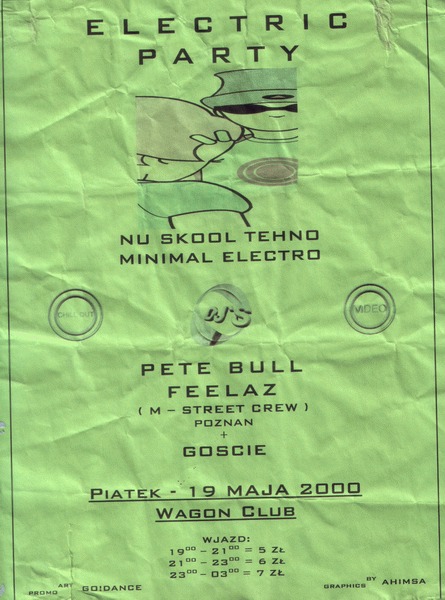 ELECTRIC
PARTY
NU SKOOL TEHNO
MINIMAL ELECTRO
CHILL OUT
DJ'S
VIDEO
PETE BULL
FEELAZ
( M - STREET CREW )
POZNAN
+
GOSCIE
PIATEK - 19 MAJA 2000
WAGON CLUB
WJAZD:
19⁰⁰ - 21⁰⁰ = 5 ZŁ
21⁰⁰ - 23⁰⁰ = 6 ZŁ
23⁰⁰ - 03⁰⁰ = 7 ZŁ
ART
PROMO GO!DANCE
BY
GRAPHICS AHIMSA